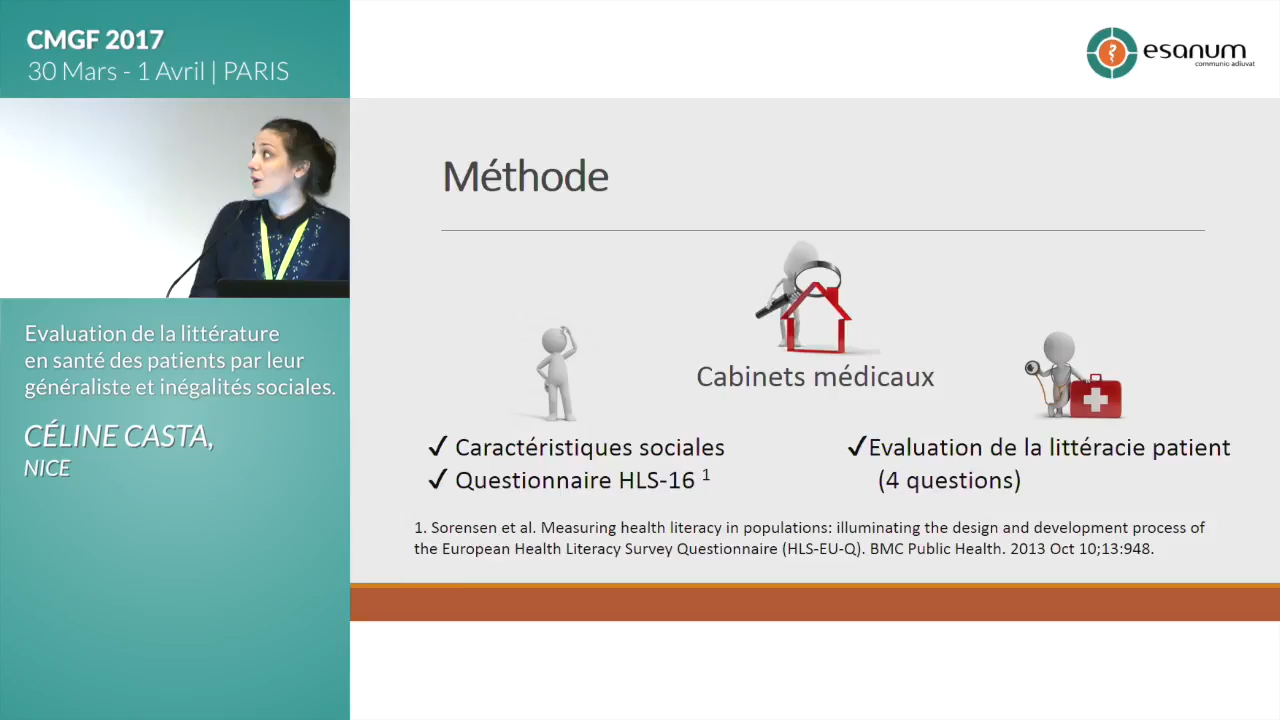 CMGF 2017
30 Mars - 1 Avril | PARIS
esanum
communio adiuvat
Evaluation de la littérature
en santé des patients par leur
généraliste et inégalités sociales.
CÉLINE CASTA,
NICE
Méthode
Cabinets médicaux
✓ Caractéristiques sociales
✓ Questionnaire HLS-16 ¹
✓Evaluation de la littéracie patient
(4 questions)
1. Sorensen et al. Measuring health literacy in populations: illuminating the design and development process of
the European Health Literacy Survey Questionnaire (HLS-EU-Q). BMC Public Health. 2013 Oct 10;13:948.